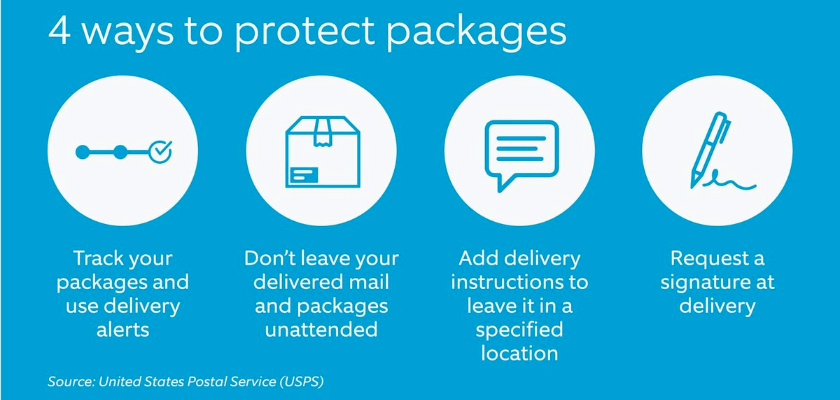 4 ways to protect packages
Track your
packages and
use delivery
alerts
Don't leave your
delivered mail
and packages
unattended
Add delivery
instructions to
leave it in a
specified
location
Request a
signature at
delivery
Source: United States Postal Service (USPS)